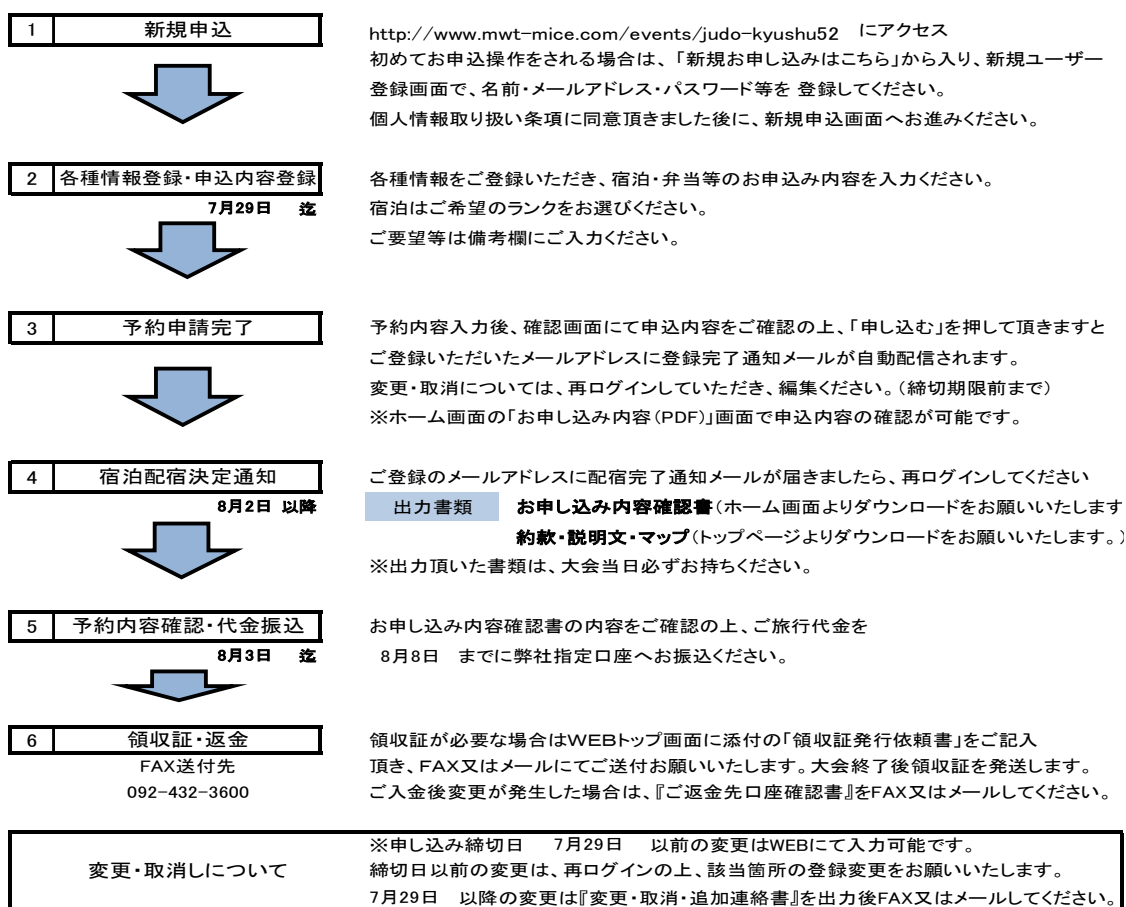 1 新規申込 http://www.mwt-mice.com/events/judo-kyushu52 にアクセス
初めてお申込操作をされる場合は、「新規お申し込みはこちら」から入り、新規ユーザー
登録画面で、名前・メールアドレス・パスワード等を 登録してください。
個人情報取り扱い条項に同意頂きました後に、新規申込画面へお進みください。
2 各種情報登録・申込内容登録 各種情報をご登録いただき、宿泊・弁当等のお申込み内容を入力ください。
7月29日 迄 宿泊はご希望のランクをお選びください。
ご要望等は備考欄にご入力ください。
3 予約申請完了 予約内容入力後、確認画面にて申込内容をご確認の上、「申し込む」を押して頂きますと
ご登録いただいたメールアドレスに登録完了通知メールが自動配信されます。
変更・取消については、再ログインしていただき、編集ください。（締切期限前まで）
※ホーム画面の「お申し込み内容（PDF）」画面で申込内容の確認が可能です。
4 宿泊配宿決定通知 ご登録のメールアドレスに配宿完了通知メールが届きましたら、再ログインしてください
8月2日 以降 出力書類 お申し込み内容確認書（ホーム画面よりダウンロードをお願いいたします
約款・説明文・マップ（トップページよりダウンロードをお願いいたします。）
※出力頂いた書類は、大会当日必ずお持ちください。
5 予約内容確認・代金振込 お申し込み内容確認書の内容をご確認の上、ご旅行代金を
8月3日 迄 8月8日 までに弊社指定口座へお振込ください。
6 領収証・返金 領収証が必要な場合はWEBトップ画面に添付の「領収証発行依頼書」をご記入
FAX送付先 頂き、FAX又はメールにてご送付お願いいたします。大会終了後領収証を発送します。
092-432-3600 ご入金後変更が発生した場合は、『ご返金先口座確認書』をFAX又はメールしてください。
※申し込み締切日 7月29日 以前の変更はWEBにて入力可能です。
変更・取消しについて 締切日以前の変更は、再ログインの上、該当箇所の登録変更をお願いいたします。
7月29日 以降の変更は『変更・取消・追加連絡書』を出力後FAX又はメールしてください。